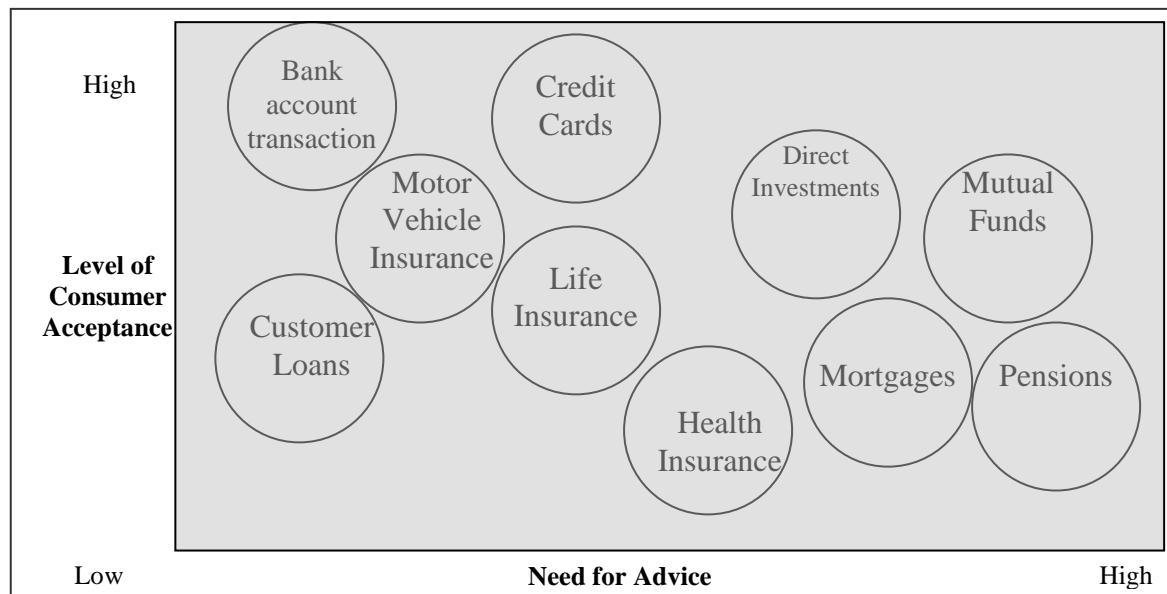 High
Bank
account
transaction
Credit
Cards
Direct
Investments
Mutual
Funds
Motor
Vehicle
Insurance
Level of
Consumer
Acceptance
Life
Insurance
Customer
Loans
Mortgages
Pensions
Health
Insurance
Low
Need for Advice
High